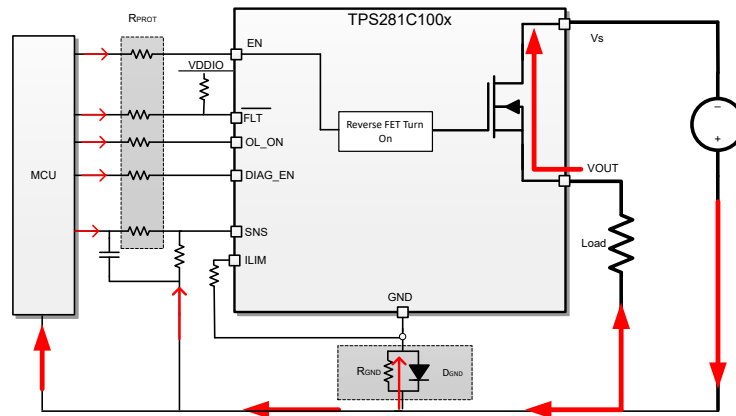 RPROT
TPS281C100x
EN
Vs
VDDIO
FLT
Reverse FET Turn
On
−
+
OL_ON
MCU
DIAG_EN
VOUT
SNS
Load
ILIM
GND
RGND
DGND